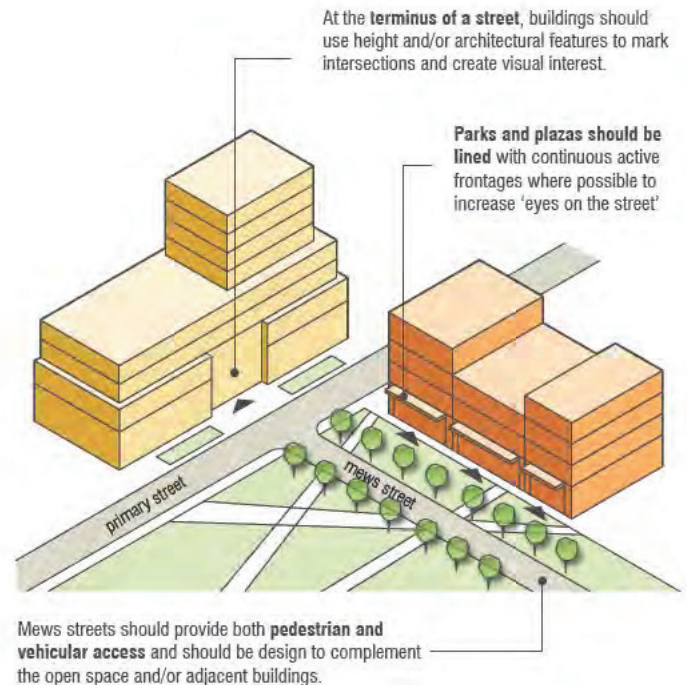 At the terminus of a street, buildings should
use height and/or architectural features to mark
intersections and create visual interest.
Parks and plazas should be
lined with continuous active
frontages where possible to
increase 'eyes on the street'
primary street
mews street
Mews streets should provide both pedestrian and
vehicular access and should be design to complement
the open space and/or adjacent buildings.